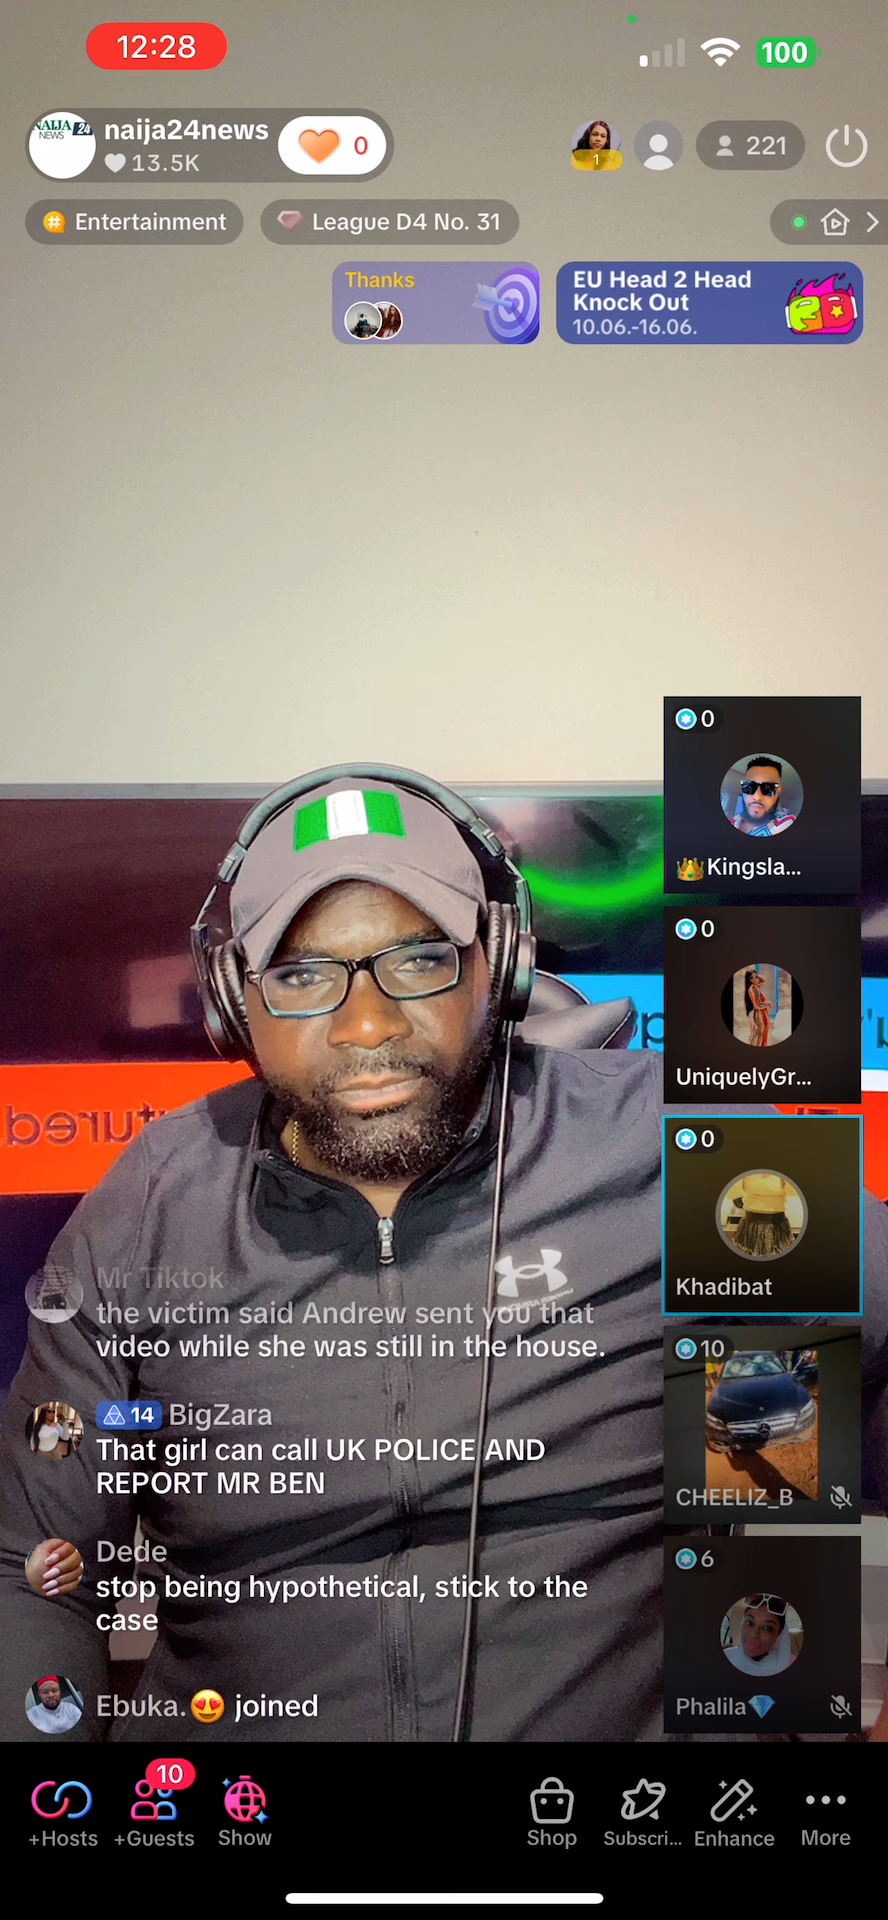 12:28
100
NAIJA 24
NEWS
naija24news
13.5K
0
1
221
Entertainment
League D4 No. 31
Thanks
EU Head 2 Head
Knock Out
10.06.-16.06.
0
👑Kingsla...
0
UniquelyGr...
0
Khadibat
10
CHEELIZ_B
6
Phalila💎
Mr Tiktok
the victim said Andrew sent you that
video while she was still in the house.
14 BigZara
That girl can call UK POLICE AND
REPORT MR BEN
Dede
stop being hypothetical, stick to the
case
Ebuka.😍 joined
10
+Hosts
+Guests
Show
Shop
Subscri...
Enhance
More